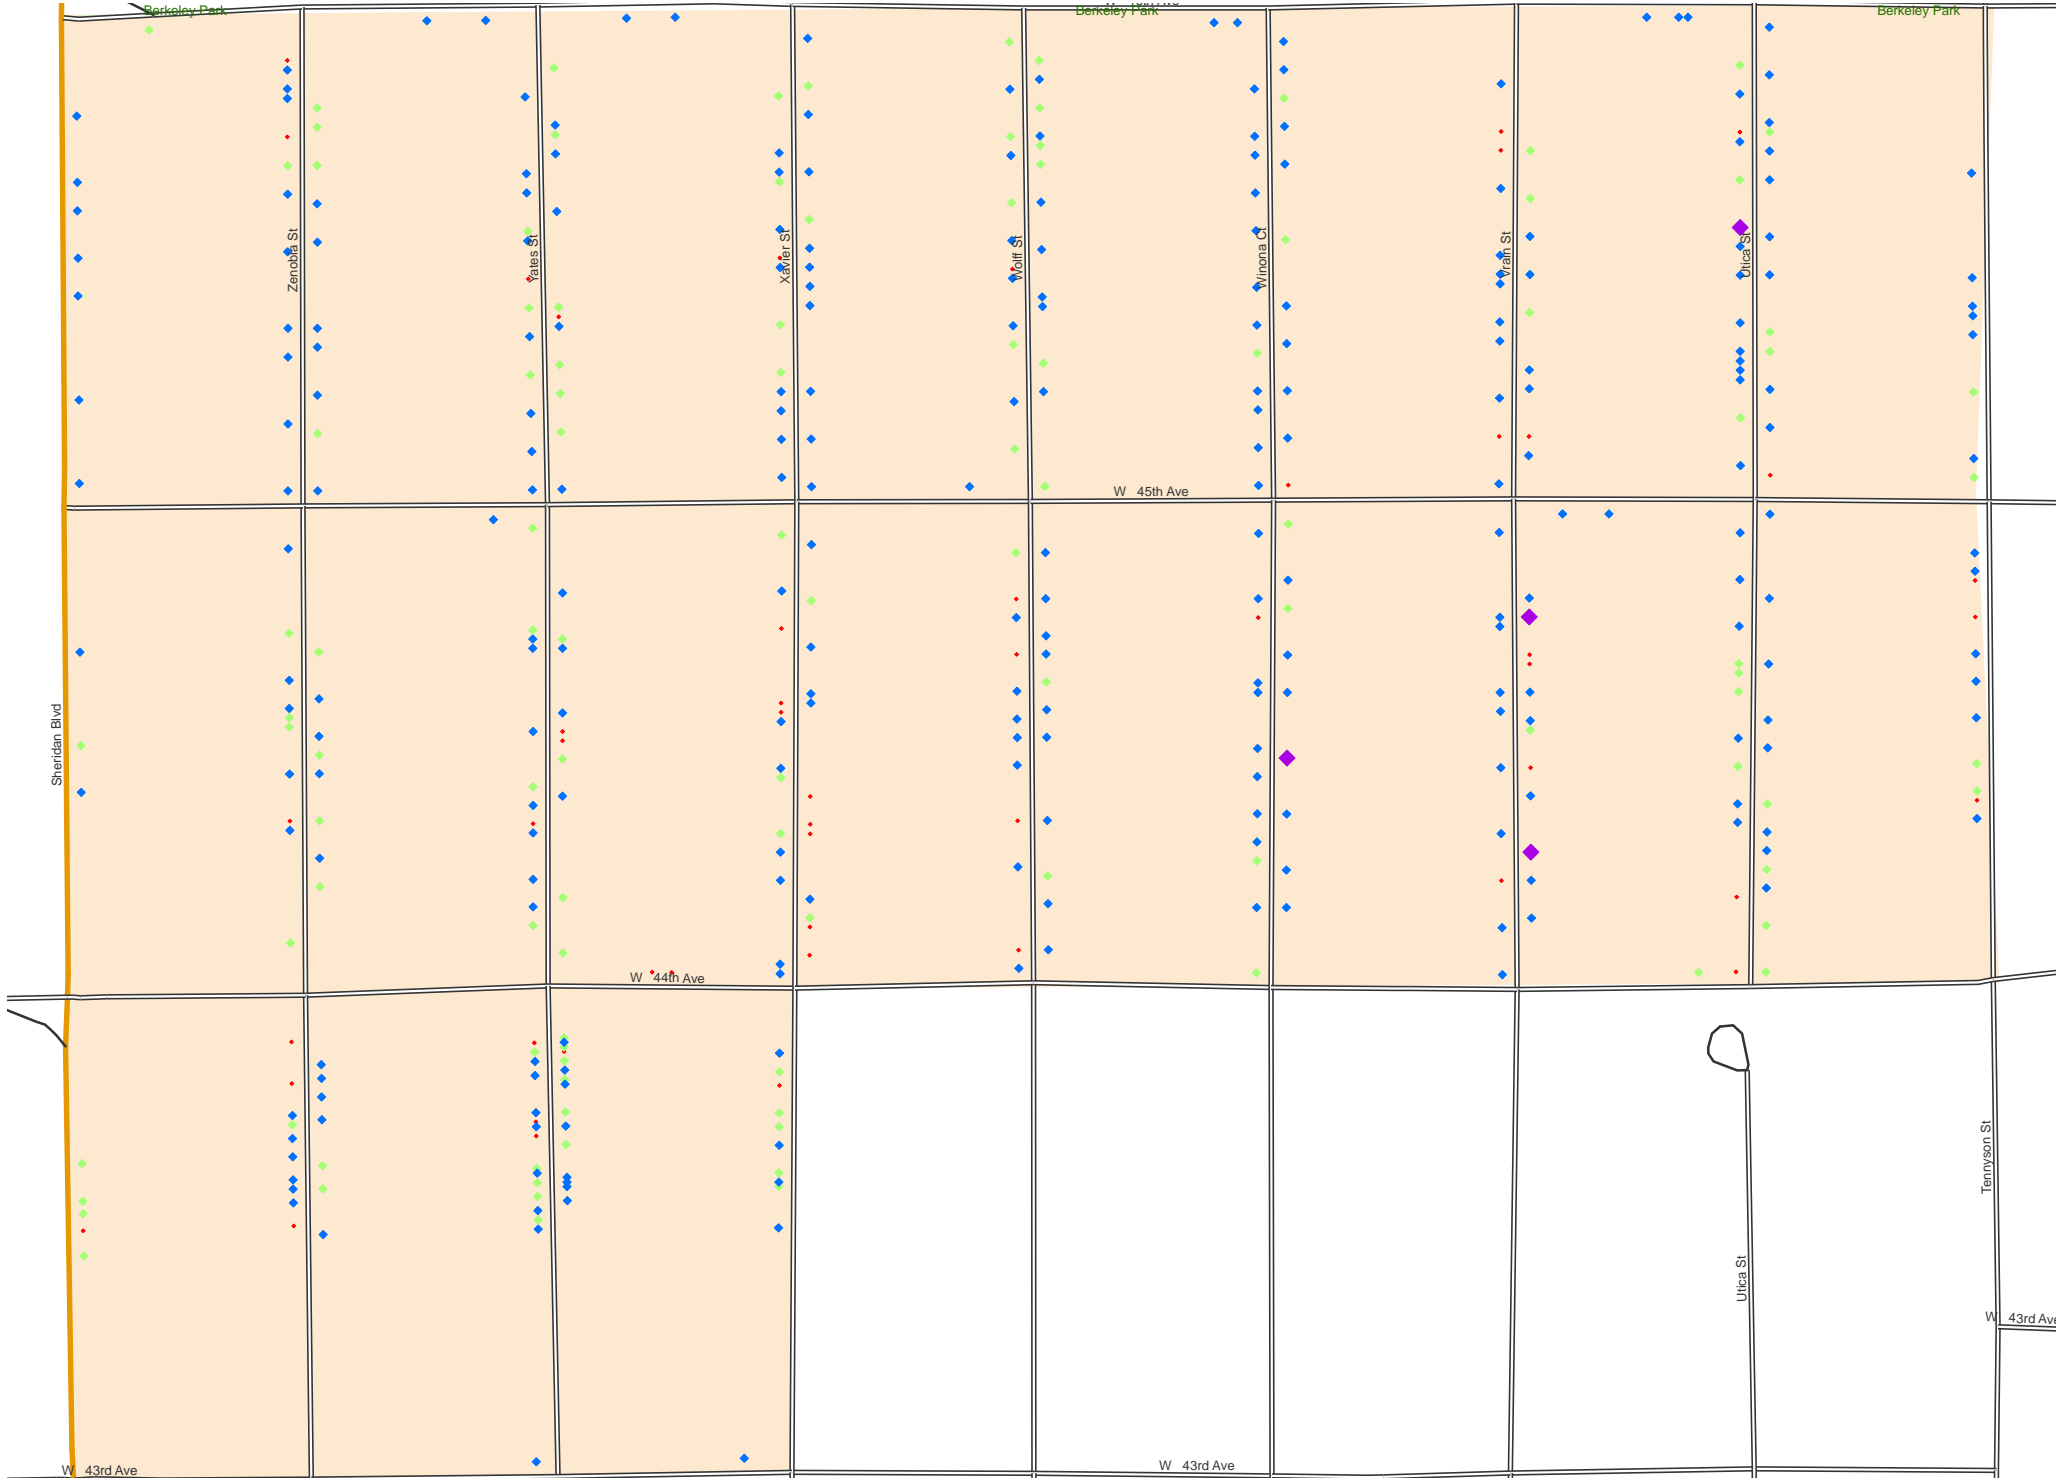 Berkeley Park
Berkeley Park
Berkeley Park
Zenobia St
Yates St
Xavier St
Wolff St
Winona Ct
Vrain St
Utica St
W 45th Ave
Sheridan Blvd
W 44th Ave
Tennyson St
Utica St
W 43rd Ave
W 43rd Ave
W 43rd Ave